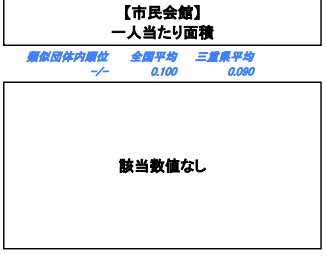 【市民会館】
一人当たり面積
類似団体内順位 全国平均 三重県平均
-/- 0.100 0.090
該当数値なし